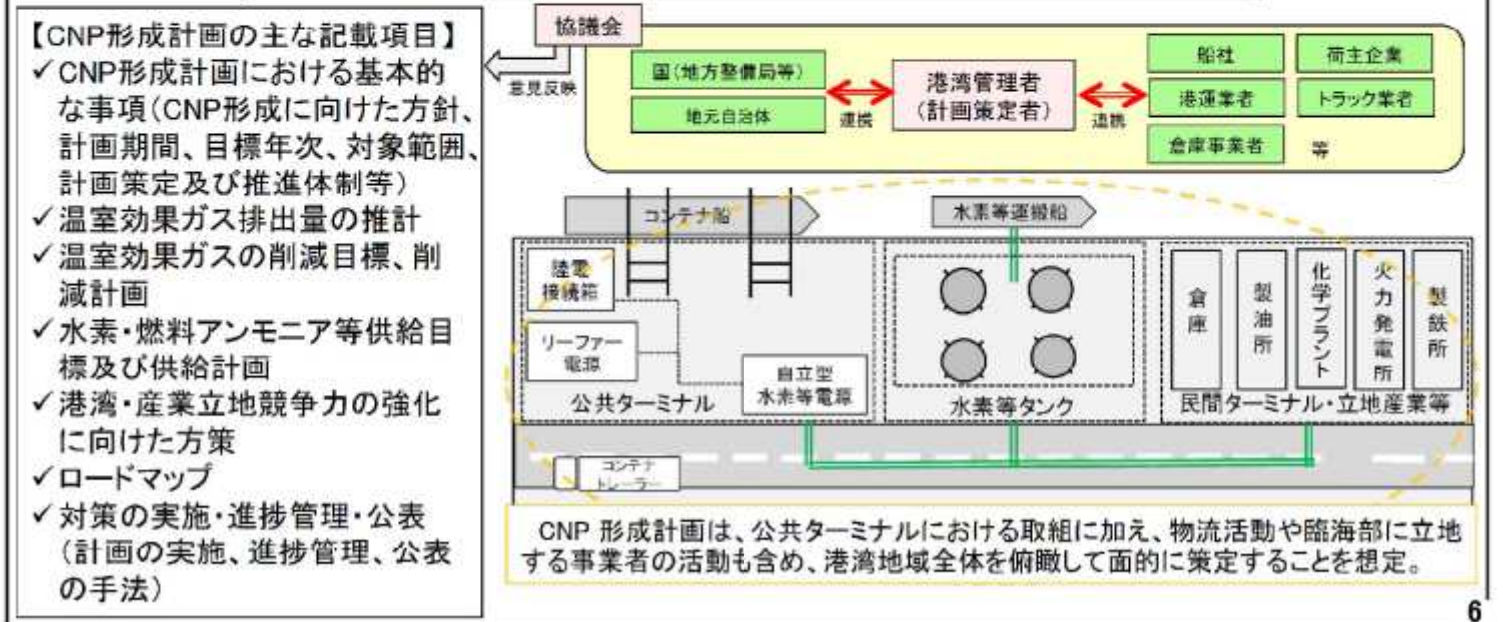 【CNP形成計画の主な記載項目】
✓CNP形成計画における基本的
な事項(CNP形成に向けた方針、
計画期間、目標年次、対象範囲、
計画策定及び推進体制等)
✓温室効果ガス排出量の推計
✓温室効果ガスの削減目標、削
減計画
✓水素・燃料アンモニア等供給目
標及び供給計画
✓港湾・産業立地競争力の強化
に向けた方策
✓ロードマップ
✓対策の実施・進捗管理・公表
(計画の実施、進捗管理、公表
の手法)
協議会
意見反映
国(地方整備局等)
地元自治体
連携
港湾管理者
(計画策定者)
連携
船社
荷主企業
港運業者
トラック業者
倉庫事業者
等
コンテナ船
水素等運搬船
陸電
接続箱
リーファー
電源
自立型
水素等電源
公共ターミナル
水素等タンク
倉庫
製油所
化学プラント
火力発電所
製鉄所
民間ターミナル・立地産業等
コンテナ
トレーラー
CNP 形成計画は、公共ターミナルにおける取組に加え、物流活動や臨海部に立地
する事業者の活動も含め、港湾地域全体を俯瞰して面的に策定することを想定。
6